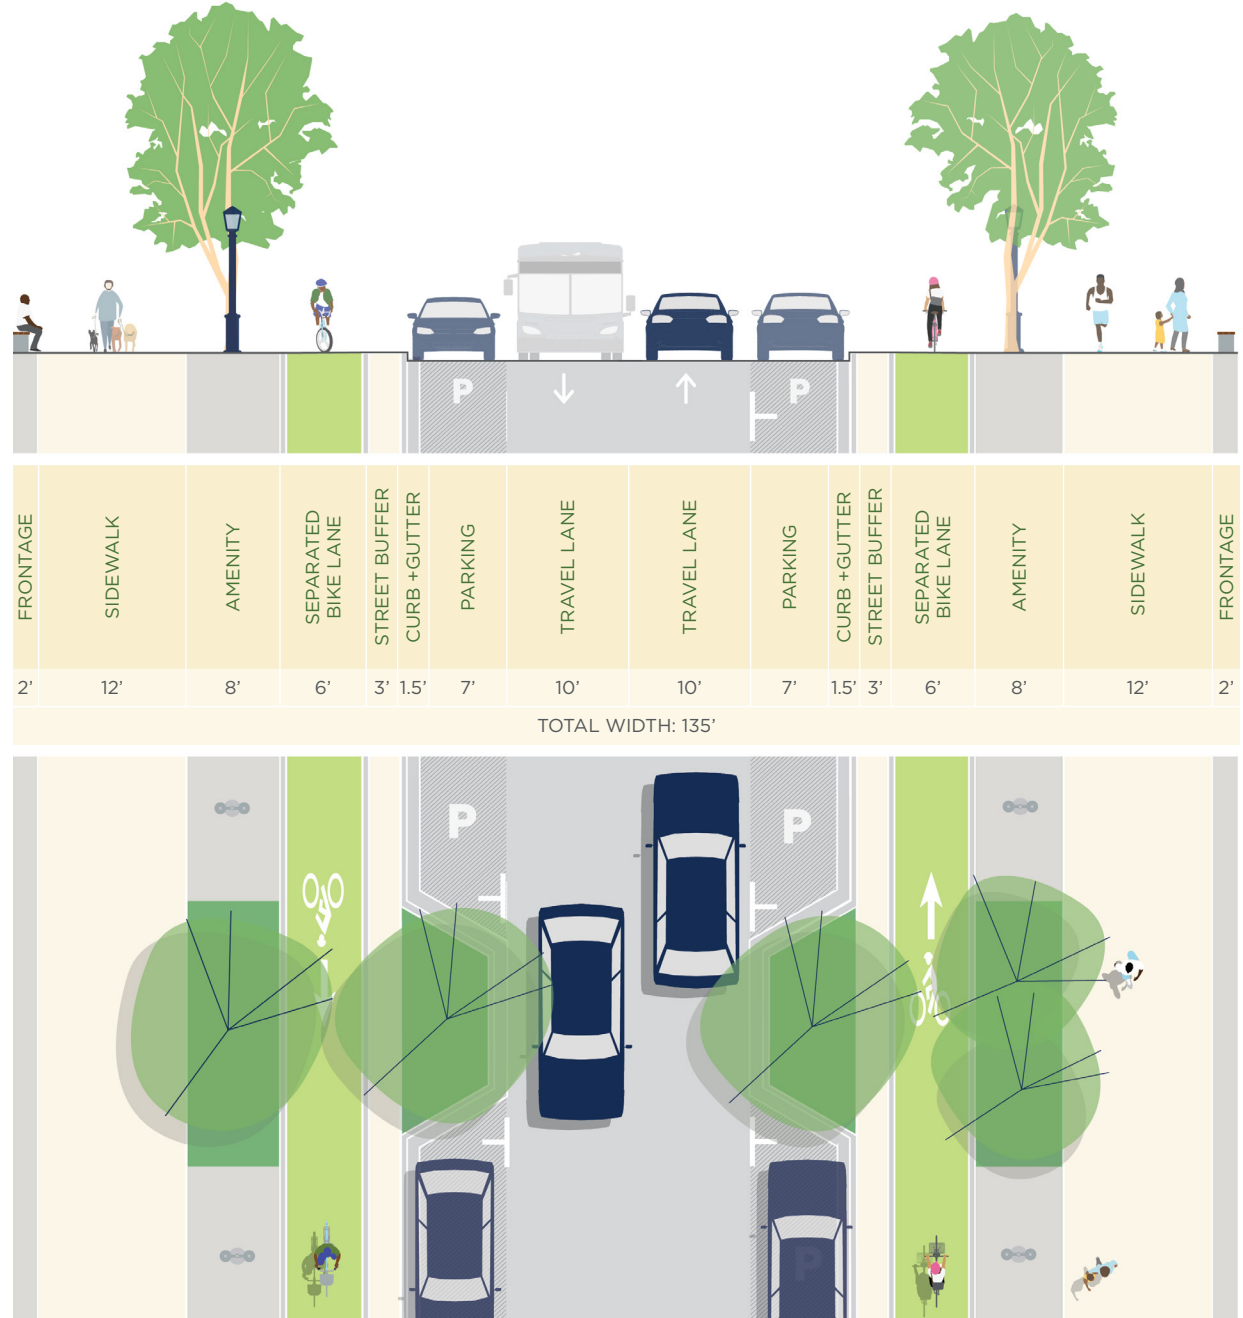 P
P
FRONTAGE
SIDEWALK
AMENITY
SEPARATED
BIKE LANE
STREET BUFFER
CURB +GUTTER
PARKING
TRAVEL LANE
TRAVEL LANE
PARKING
CURB +GUTTER
STREET BUFFER
SEPARATED
BIKE LANE
AMENITY
SIDEWALK
FRONTAGE
2’ 12’ 8’ 6’ 3’ 1.5’ 7’ 10’ 10’ 7’ 1.5’ 3’ 6’ 8’ 12’ 2’
TOTAL WIDTH: 135’
P
P
P